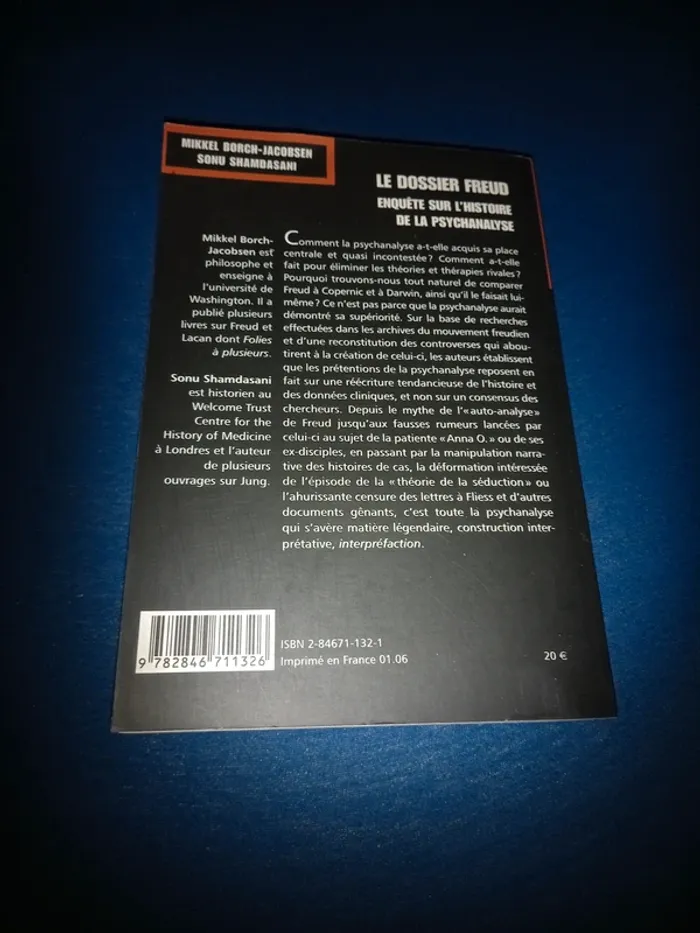 MIKKEL BORCH-JACOBSEN
SONU SHAMDASANI
LE DOSSIER FREUD
ENQUÊTE SUR L'HISTOIRE
DE LA PSYCHANALYSE
Mikkel Borch-
Jacobsen est
philosophe et
enseigne à
l'université de
Washington. Il a
publié plusieurs
livres sur Freud et
Lacan dont Folies
à plusieurs.
Sonu Shamdasani
est historien au
Welcome Trust
Centre for the
History of Medicine
à Londres et l'auteur
de plusieurs
ouvrages sur Jung.
Comment la psychanalyse a-t-elle acquis sa place
centrale et quasi incontestée ? Comment a-t-elle
fait pour éliminer les théories et thérapies rivales ?
Pourquoi trouvons-nous tout naturel de comparer
Freud à Copernic et à Darwin, ainsi qu'il le faisait lui-
même ? Ce n'est pas parce que la psychanalyse aurait
démontré sa supériorité. Sur la base de recherches
effectuées dans les archives du mouvement freudien
et d'une reconstitution des controverses qui abou-
tirent à la création de celui-ci, les auteurs établissent
que les prétentions de la psychanalyse reposent en
fait sur une réécriture tendancieuse de l'histoire et
des données cliniques, et non sur un consensus des
chercheurs. Depuis le mythe de l'« auto-analyse »
de Freud jusqu'aux fausses rumeurs lancées par
celui-ci au sujet de la patiente « Anna O. » ou de ses
ex-disciples, en passant par la manipulation narra-
tive des histoires de cas, la déformation intéressée
de l'épisode de la « théorie de la séduction » ou
l'ahurissante censure des lettres à Fliess et d'autres
documents gênants, c'est toute la psychanalyse
qui s'avère matière légendaire, construction inter-
prétative, interpréfaction.
9 782846 711326
ISBN 2-84671-132-1
Imprimé en France 01.06
20 €